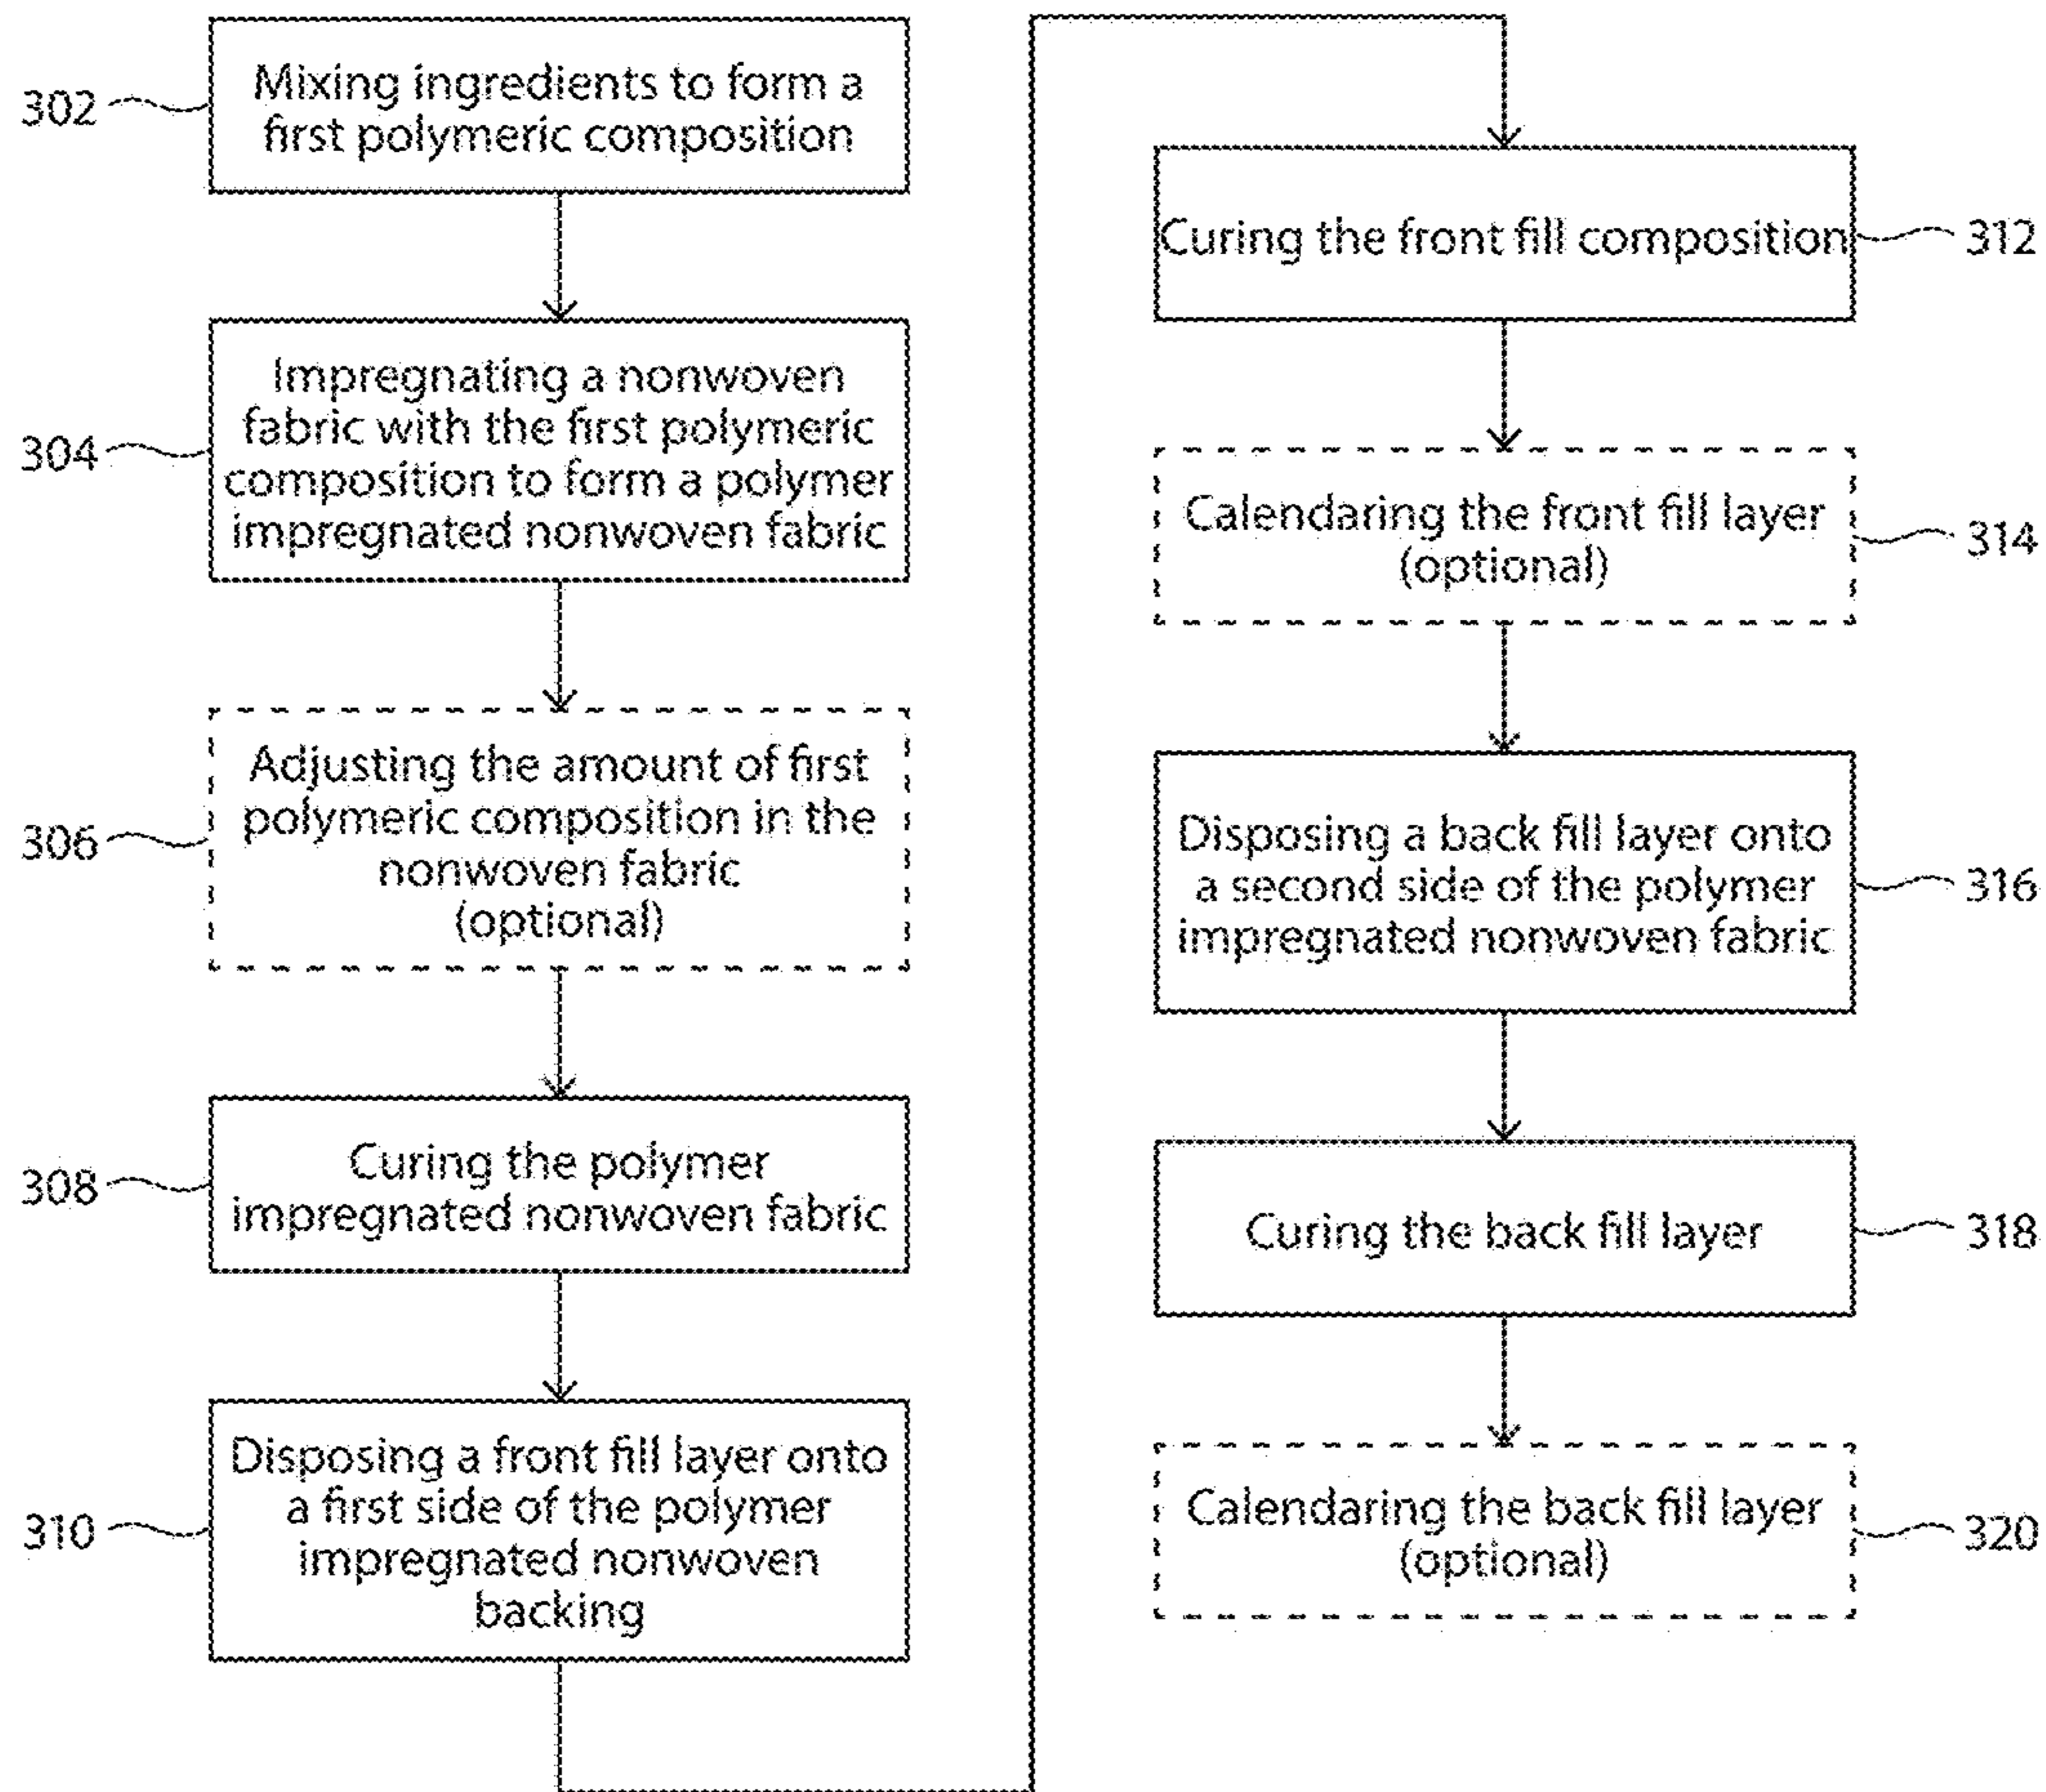 302
Mixing ingredients to form a
first polymeric composition
304
Impregnating a nonwoven
fabric with the first polymeric
composition to form a polymer
impregnated nonwoven fabric
306
Adjusting the amount of first
polymeric composition in the
nonwoven fabric
(optional)
308
Curing the polymer
impregnated nonwoven fabric
310
Disposing a front fill layer onto
a first side of the polymer
impregnated nonwoven
backing
Curing the front fill composition
312
Calendaring the front fill layer
(optional)
314
Disposing a back fill layer onto
a second side of the polymer
impregnated nonwoven fabric
316
Curing the back fill layer
318
Calendaring the back fill layer
(optional)
320